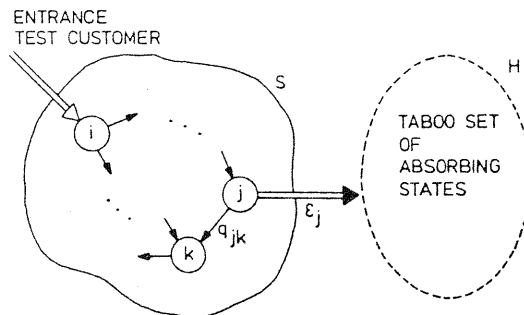 ENTRANCE
TEST CUSTOMER
S
H
i
TABOO SET
OF
ABSORBING
STATES
j
ε_j
q_jk
k